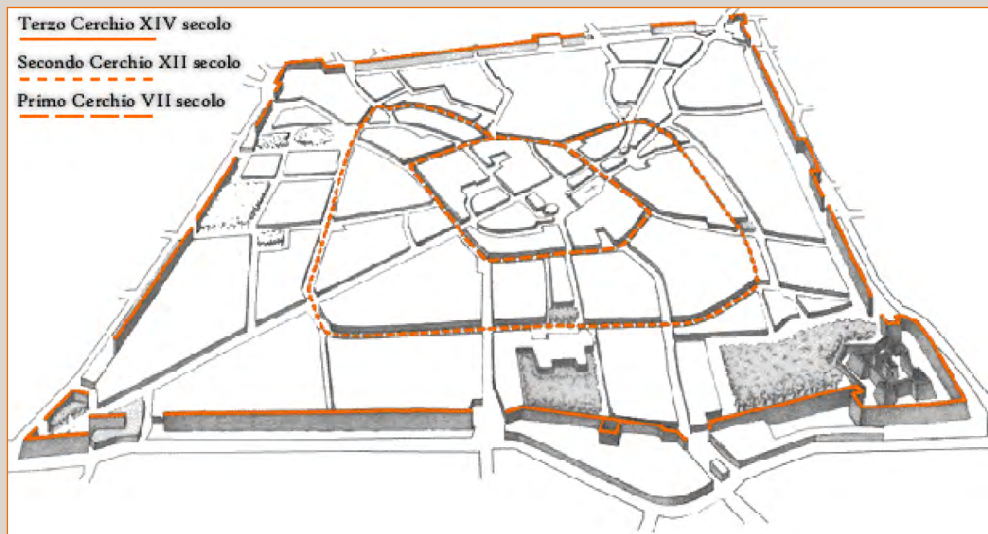 Terzo Cerchio XIV secolo
Secondo Cerchio XII secolo
Primo Cerchio VII secolo